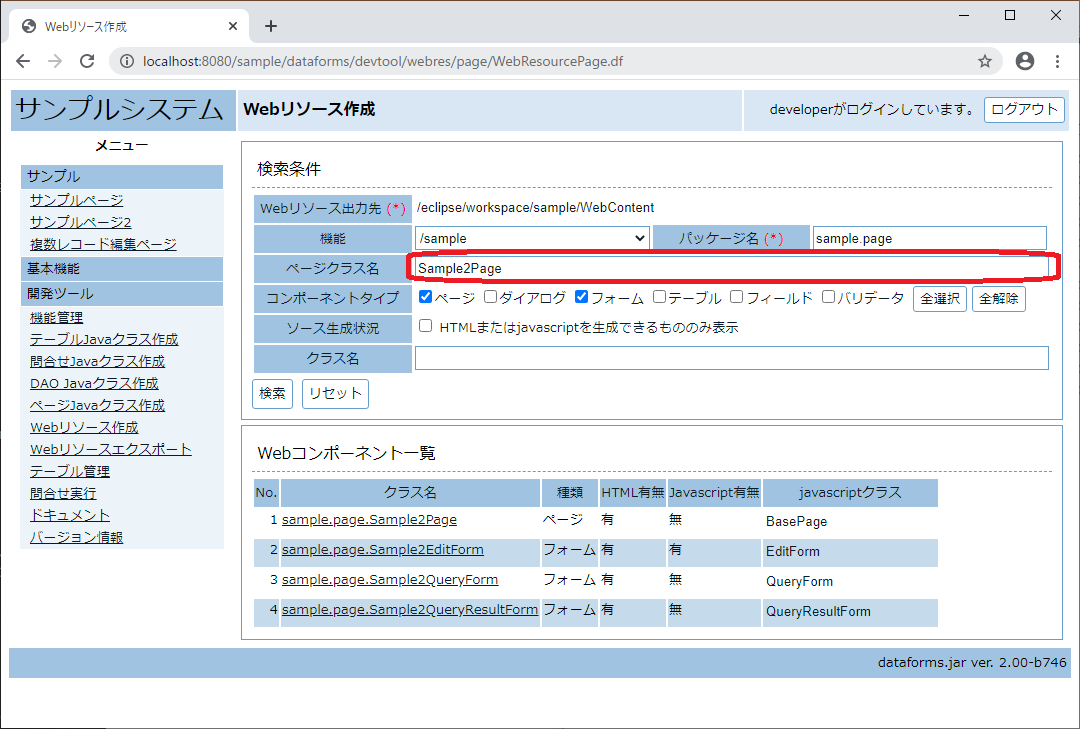 Webリソース作成
localhost:8080/sample/dataforms/devtool/webres/page/WebResourcePage.df
サンプルシステム Webリソース作成 developerがログインしています。 ログアウト
メニュー
サンプル
サンプルページ
サンプルページ2
複数レコード編集ページ
基本機能
開発ツール
機能管理
テーブルJavaクラス作成
問合せJavaクラス作成
DAO Javaクラス作成
ページJavaクラス作成
Webリソース作成
Webリソースエクスポート
テーブル管理
問合せ実行
ドキュメント
バージョン情報
検索条件
Webリソース出力先 (*) /eclipse/workspace/sample/WebContent
機能 /sample パッケージ名 (*) sample.page
ページクラス名 Sample2Page
コンポーネントタイプ ページ ダイアログ フォーム テーブル フィールド バリデータ 全選択 全解除
ソース生成状況 HTMLまたはjavascriptを生成できるもののみ表示
クラス名
検索 リセット
Webコンポーネント一覧
No. クラス名 種類 HTML有無 Javascript有無 javascriptクラス
1 sample.page.Sample2Page ページ 有 無 BasePage
2 sample.page.Sample2EditForm フォーム 有 有 EditForm
3 sample.page.Sample2QueryForm フォーム 有 無 QueryForm
4 sample.page.Sample2QueryResultForm フォーム 有 無 QueryResultForm
dataforms.jar ver. 2.00-b746